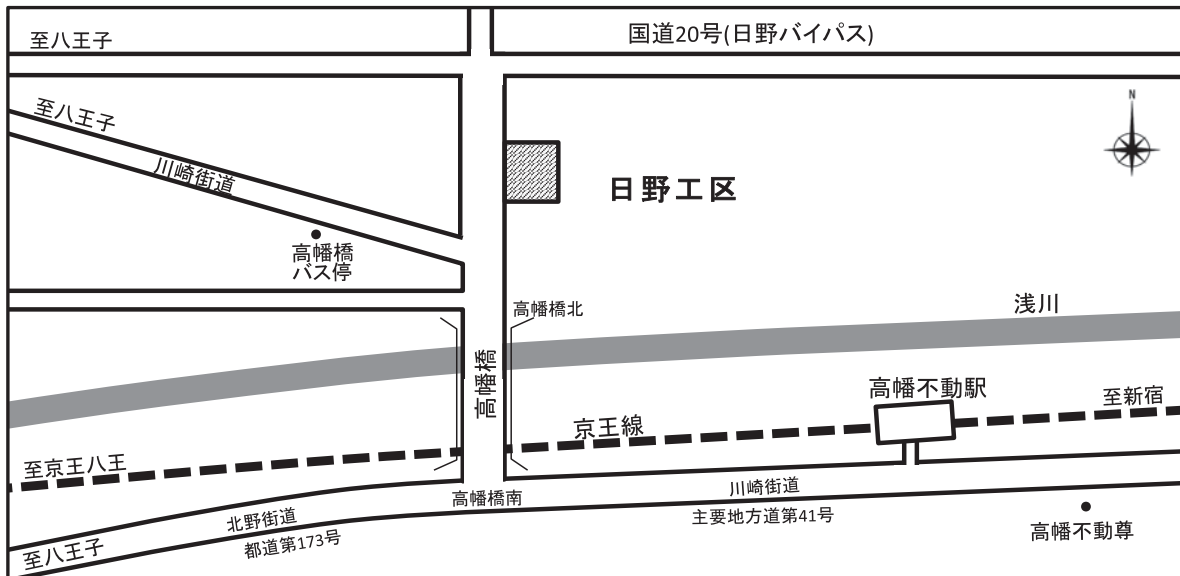 至八王子
国道20号(日野バイパス)
至八王子
川崎街道
N
日野工区
高幡橋
バス停
高幡橋北
浅川
高幡橋
高幡不動駅
至新宿
京王線
至京王八王
川崎街道
高幡橋南
北野街道
主要地方道第41号
都道第173号
高幡不動尊
至八王子